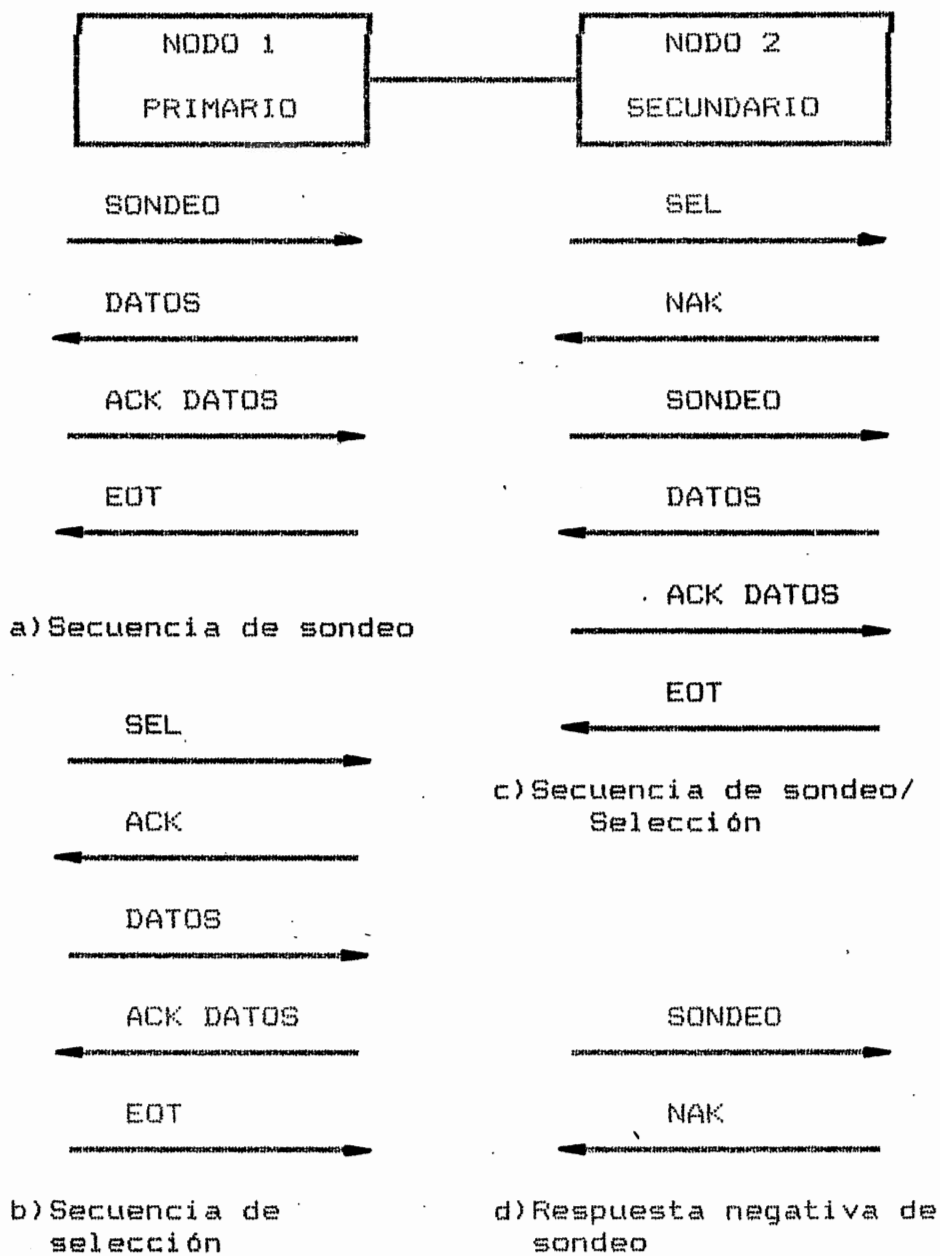 NODO 1
PRIMARIO
NODO 2
SECUNDARIO
SONDEO
DATOS
ACK DATOS
EOT
a)Secuencia de sondeo
SEL
ACK
DATOS
ACK DATOS
EOT
b)Secuencia de
selección
SEL
NAK
SONDEO
DATOS
ACK DATOS
EOT
c)Secuencia de sondeo/
Selección
SONDEO
NAK
d)Respuesta negativa de
sondeo